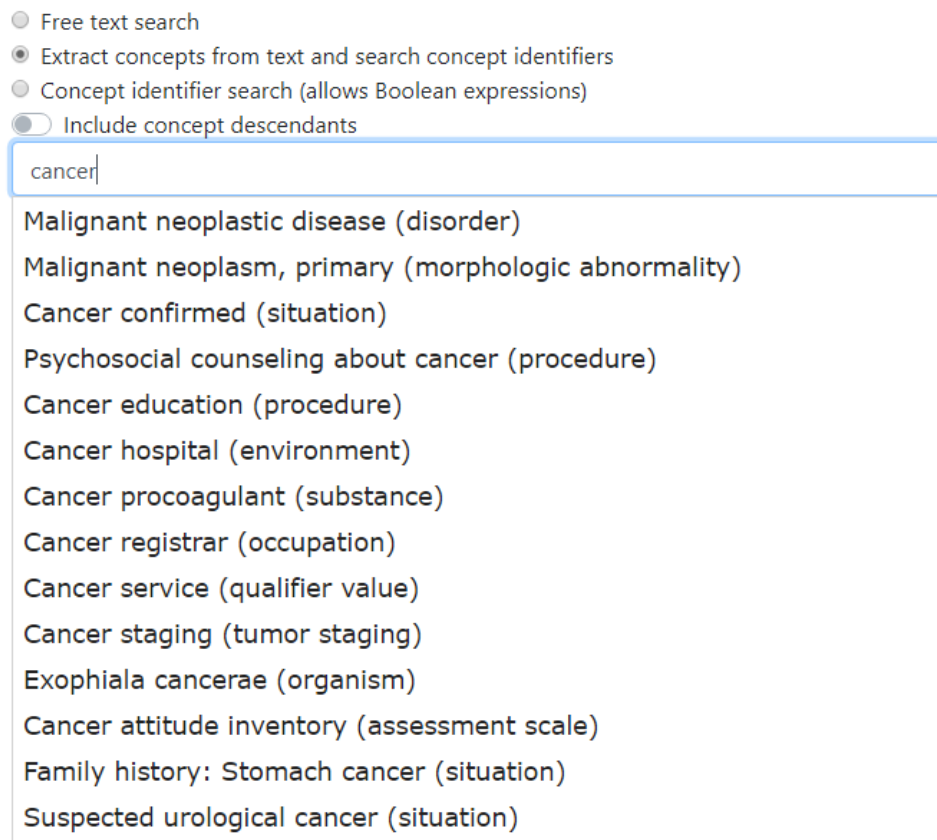 Free text search
Extract concepts from text and search concept identifiers
Concept identifier search (allows Boolean expressions)
Include concept descendants
cancer
Malignant neoplastic disease (disorder)
Malignant neoplasm, primary (morphologic abnormality)
Cancer confirmed (situation)
Psychosocial counseling about cancer (procedure)
Cancer education (procedure)
Cancer hospital (environment)
Cancer procoagulant (substance)
Cancer registrar (occupation)
Cancer service (qualifier value)
Cancer staging (tumor staging)
Exophiala cancerae (organism)
Cancer attitude inventory (assessment scale)
Family history: Stomach cancer (situation)
Suspected urological cancer (situation)